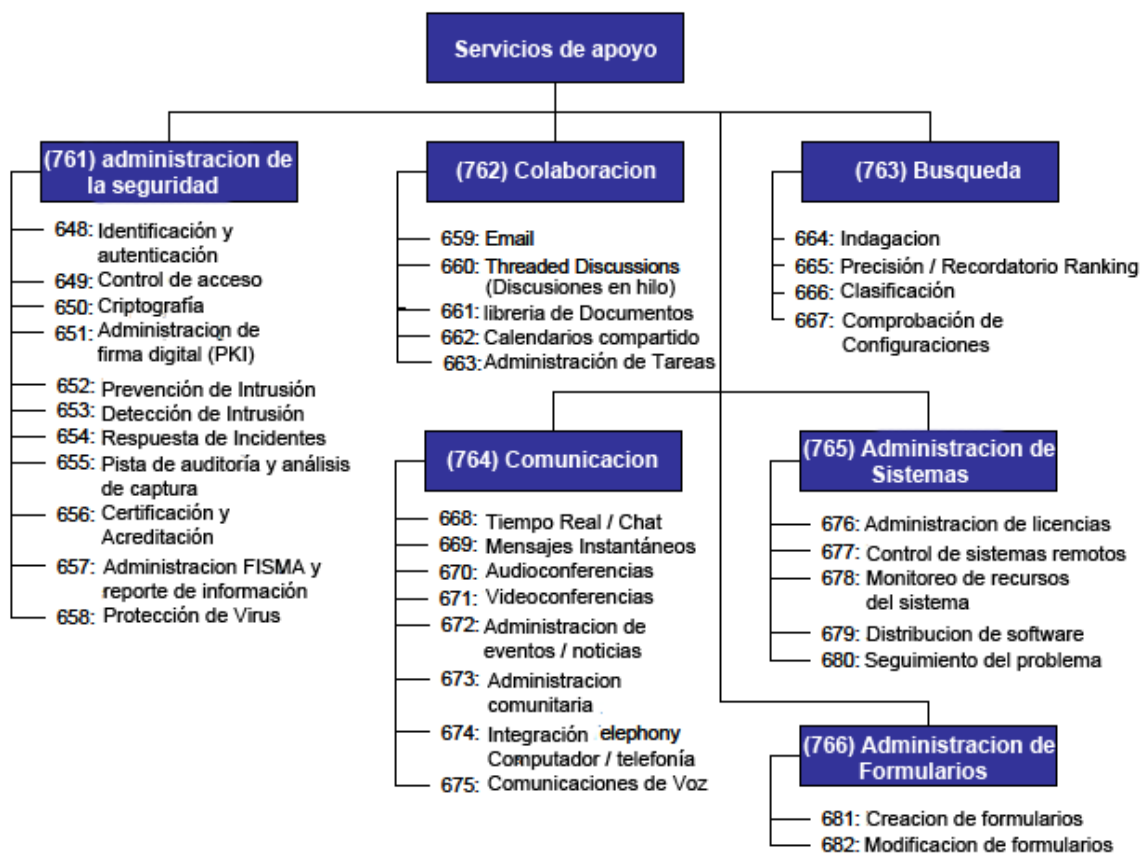 Servicios de apoyo
(761) administracion de
la seguridad
648: Identificación y
autenticación
649: Control de acceso
650: Criptografía
651: Administracion de
firma digital (PKI)
652: Prevención de Intrusión
653: Detección de Intrusión
654: Respuesta de Incidentes
655: Pista de auditoría y análisis
de captura
656: Certificación y
Acreditación
657: Administracion FISMA y
reporte de información
658: Protección de Virus
(762) Colaboracion
659: Email
660: Threaded Discussions
(Discusiones en hilo)
661: libreria de Documentos
662: Calendarios compartido
663: Administración de Tareas
(763) Busqueda
664: Indagacion
665: Precisión / Recordatorio Ranking
666: Clasificación
667: Comprobación de
Configuraciones
(764) Comunicacion
668: Tiempo Real / Chat
669: Mensajes Instantáneos
670: Audioconferencias
671: Videoconferencias
672: Administracion de
eventos / noticias
673: Administracion
comunitaria
674: Integración elephony
Computador / telefonía
675: Comunicaciones de Voz
(765) Administracion de
Sistemas
676: Administracion de licencias
677: Control de sistemas remotos
678: Monitoreo de recursos
del sistema
679: Distribucion de software
680: Seguimiento del problema
(766) Administracion de
Formularios
681: Creacion de formularios
682: Modificacion de formularios